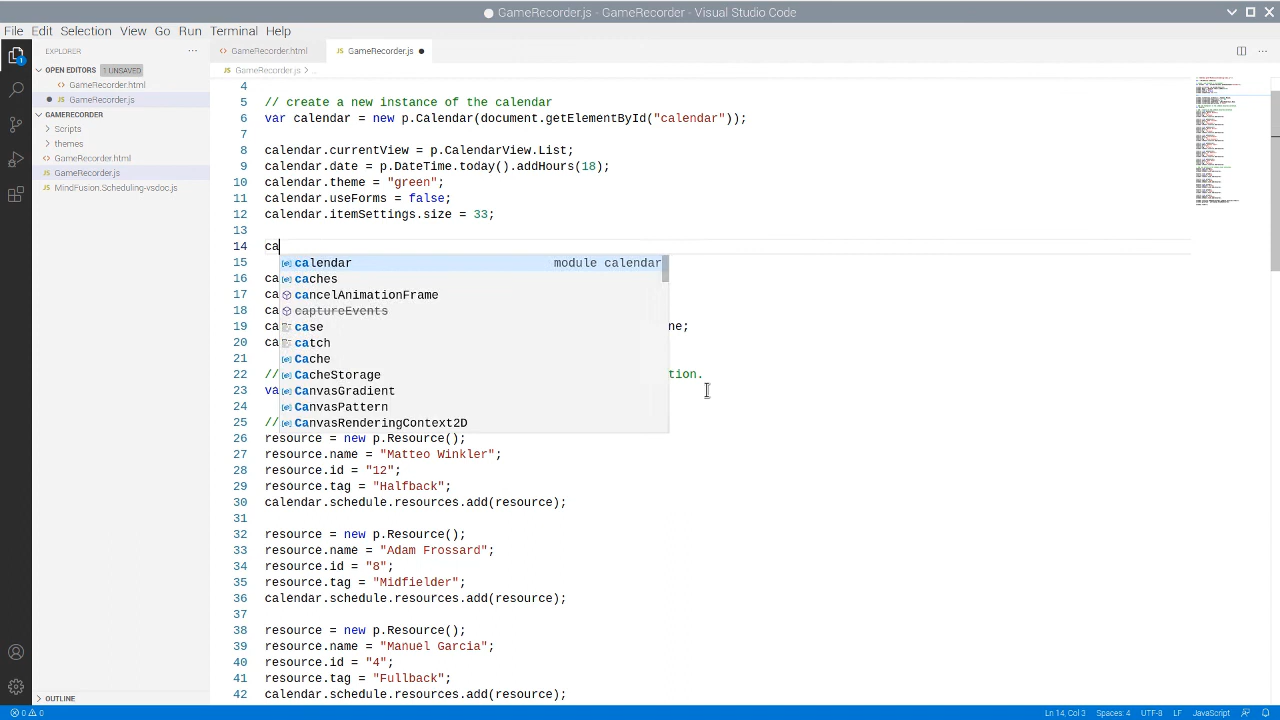 GameRecorder.js - GameRecorder - Visual Studio Code
File Edit Selection View Go Run Terminal Help
EXPLORER
GameRecorder.html
JS GameRecorder.js
OPEN EDITORS 1 UNSAVED
JS GameRecorder.js > ...
GameRecorder.html
JS GameRecorder.js
GAMERECORDER
Scripts
themes
GameRecorder.html
JS GameRecorder.js
JS MindFusion.Scheduling-vsdoc.js
OUTLINE
4
5 // create a new instance of the calendar
6 var calendar = new p.Calendar(document.getElementById("calendar"));
7
8 calendar.currentView = p.CalendarView.List;
9 calendar.date = p.DateTime.today().addHours(18);
10 calendar.theme = "green";
11 calendar.useForms = false;
12 calendar.itemSettings.size = 33;
13
14 ca
calendar module calendar
caches
cancelAnimationFrame
captureEvents
case
catch
Cache
CacheStorage
CanvasGradient
CanvasPattern
CanvasRenderingContext2D
15
16 ca
17 ca
18 ca
19 ca ne;
20 ca
21
22 // tion.
23 va
24
25 //
26 resource = new p.Resource();
27 resource.name = "Matteo Winkler";
28 resource.id = "12";
29 resource.tag = "Halfback";
30 calendar.schedule.resources.add(resource);
31
32 resource = new p.Resource();
33 resource.name = "Adam Frossard";
34 resource.id = "8";
35 resource.tag = "Midfielder";
36 calendar.schedule.resources.add(resource);
37
38 resource = new p.Resource();
39 resource.name = "Manuel Garcia";
40 resource.id = "4";
41 resource.tag = "Fullback";
42 calendar.schedule.resources.add(resource);
0 0
Ln 14, Col 3 Spaces: 4 UTF-8 LF JavaScript